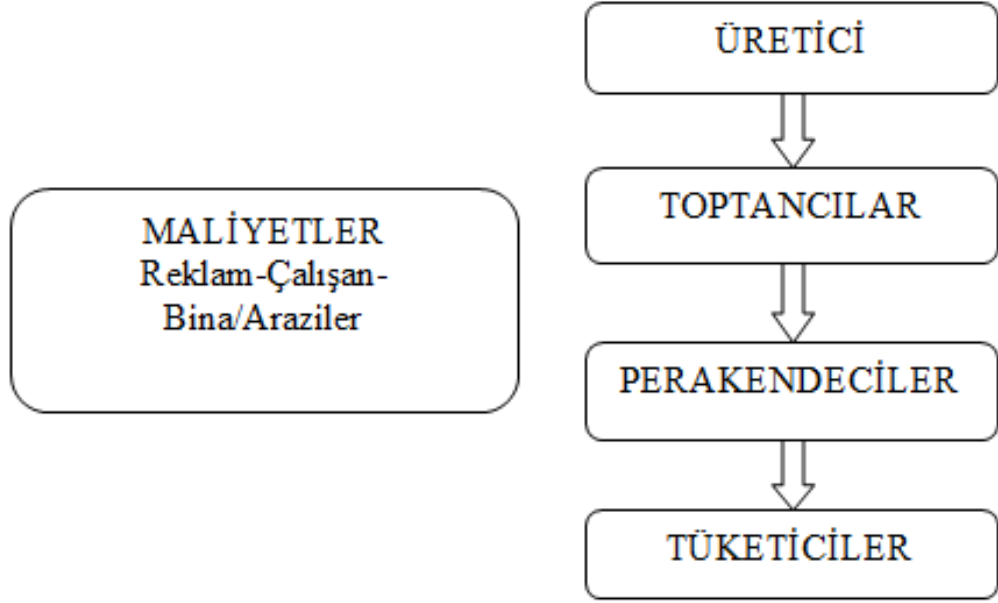 ÜRETİCİ
TOPTANCILAR
MALİYETLER
Reklam-Çalışan-
Bina/Araziler
PERAKENDECİLER
TÜKETİCİLER